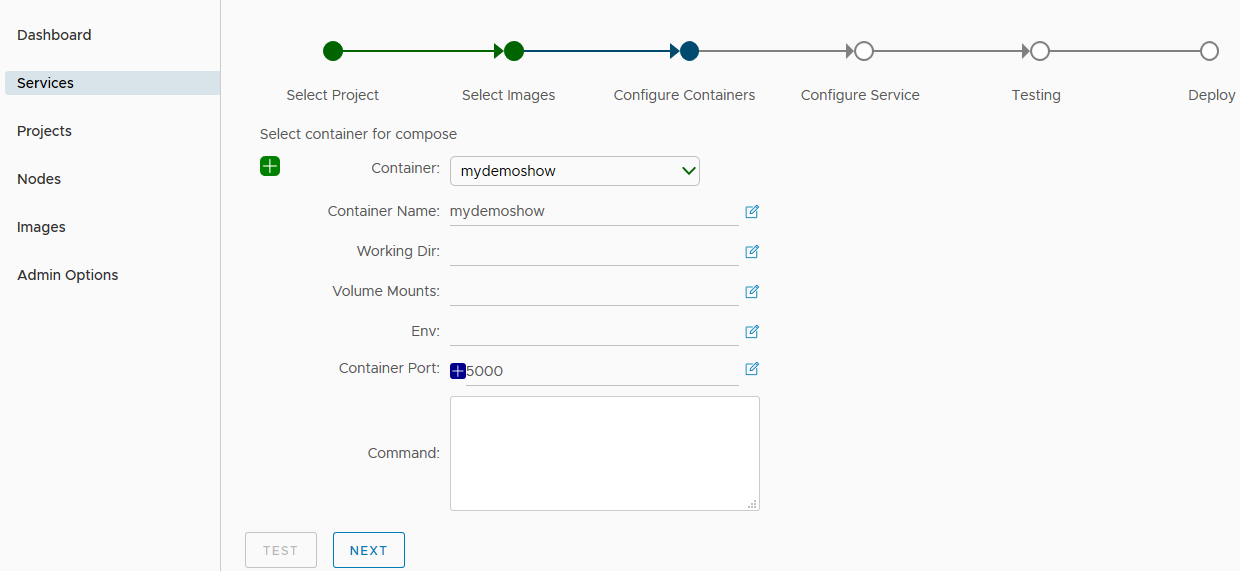 Dashboard
Services
Projects
Nodes
Images
Admin Options
Select Project
Select Images
Configure Containers
Configure Service
Testing
Deploy
Select container for compose
Container: mydemoshow
Container Name: mydemoshow
Working Dir:
Volume Mounts:
Env:
Container Port: 5000
Command:
TEST NEXT